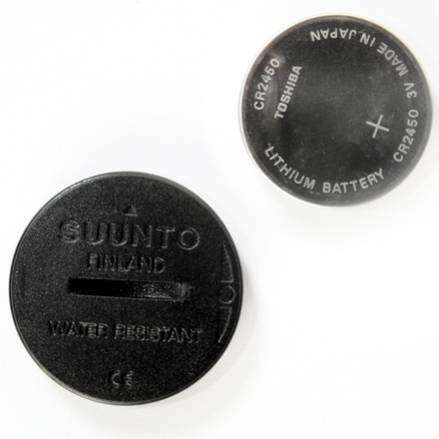 SUUNTO
FINLAND
WATER RESISTANT
CE
CR2450
TOSHIBA
LITHIUM BATTERY CR2450 3V MADE IN JAPAN
+